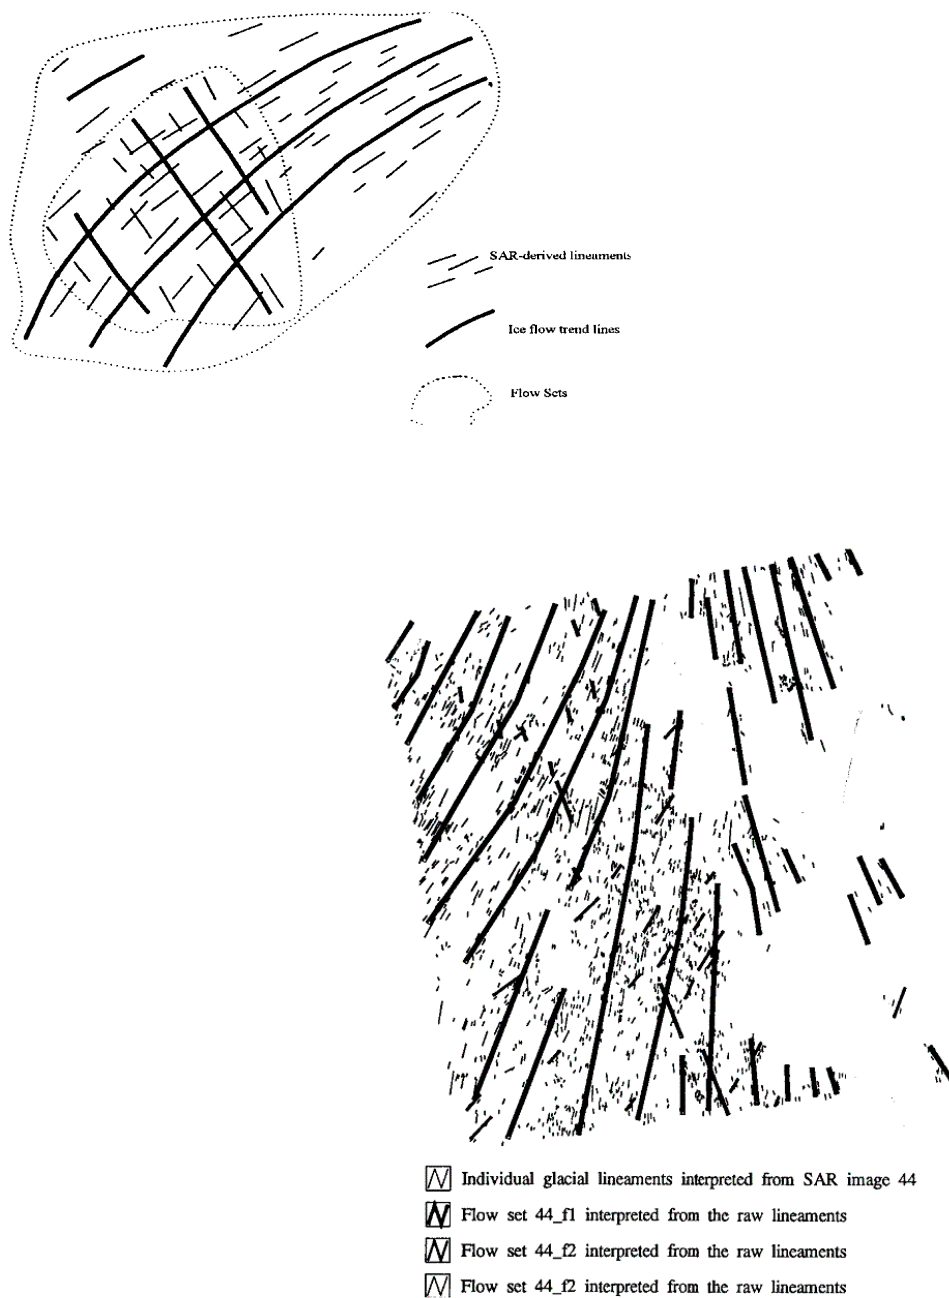 SAR-derived lineaments
Ice flow trend lines
Flow Sets
Individual glacial lineaments interpreted from SAR image 44
Flow set 44_f1 interpreted from the raw lineaments
Flow set 44_f2 interpreted from the raw lineaments
Flow set 44_f2 interpreted from the raw lineaments